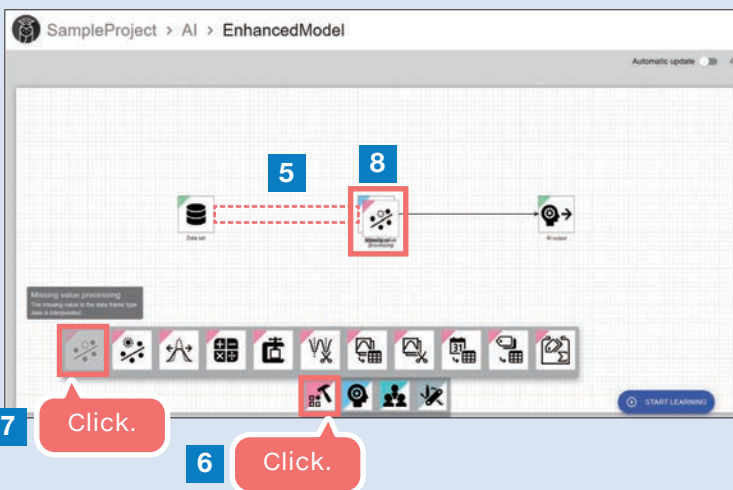 SampleProject > AI > EnhancedModel
Automatic update
5
8
Data set
processing
AI output
Missing value processing
The missing value in the data frame type
data is interpolated.
START LEARNING
7
Click.
6
Click.